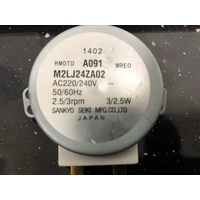 1402
RMOTD A091 WREO
M2LJ24ZA02
AC220/240V ~
50/60Hz
2.5/3rpm 3/2.5W
SANKYO SEIKI MFG.CO.,LTD
JAPAN